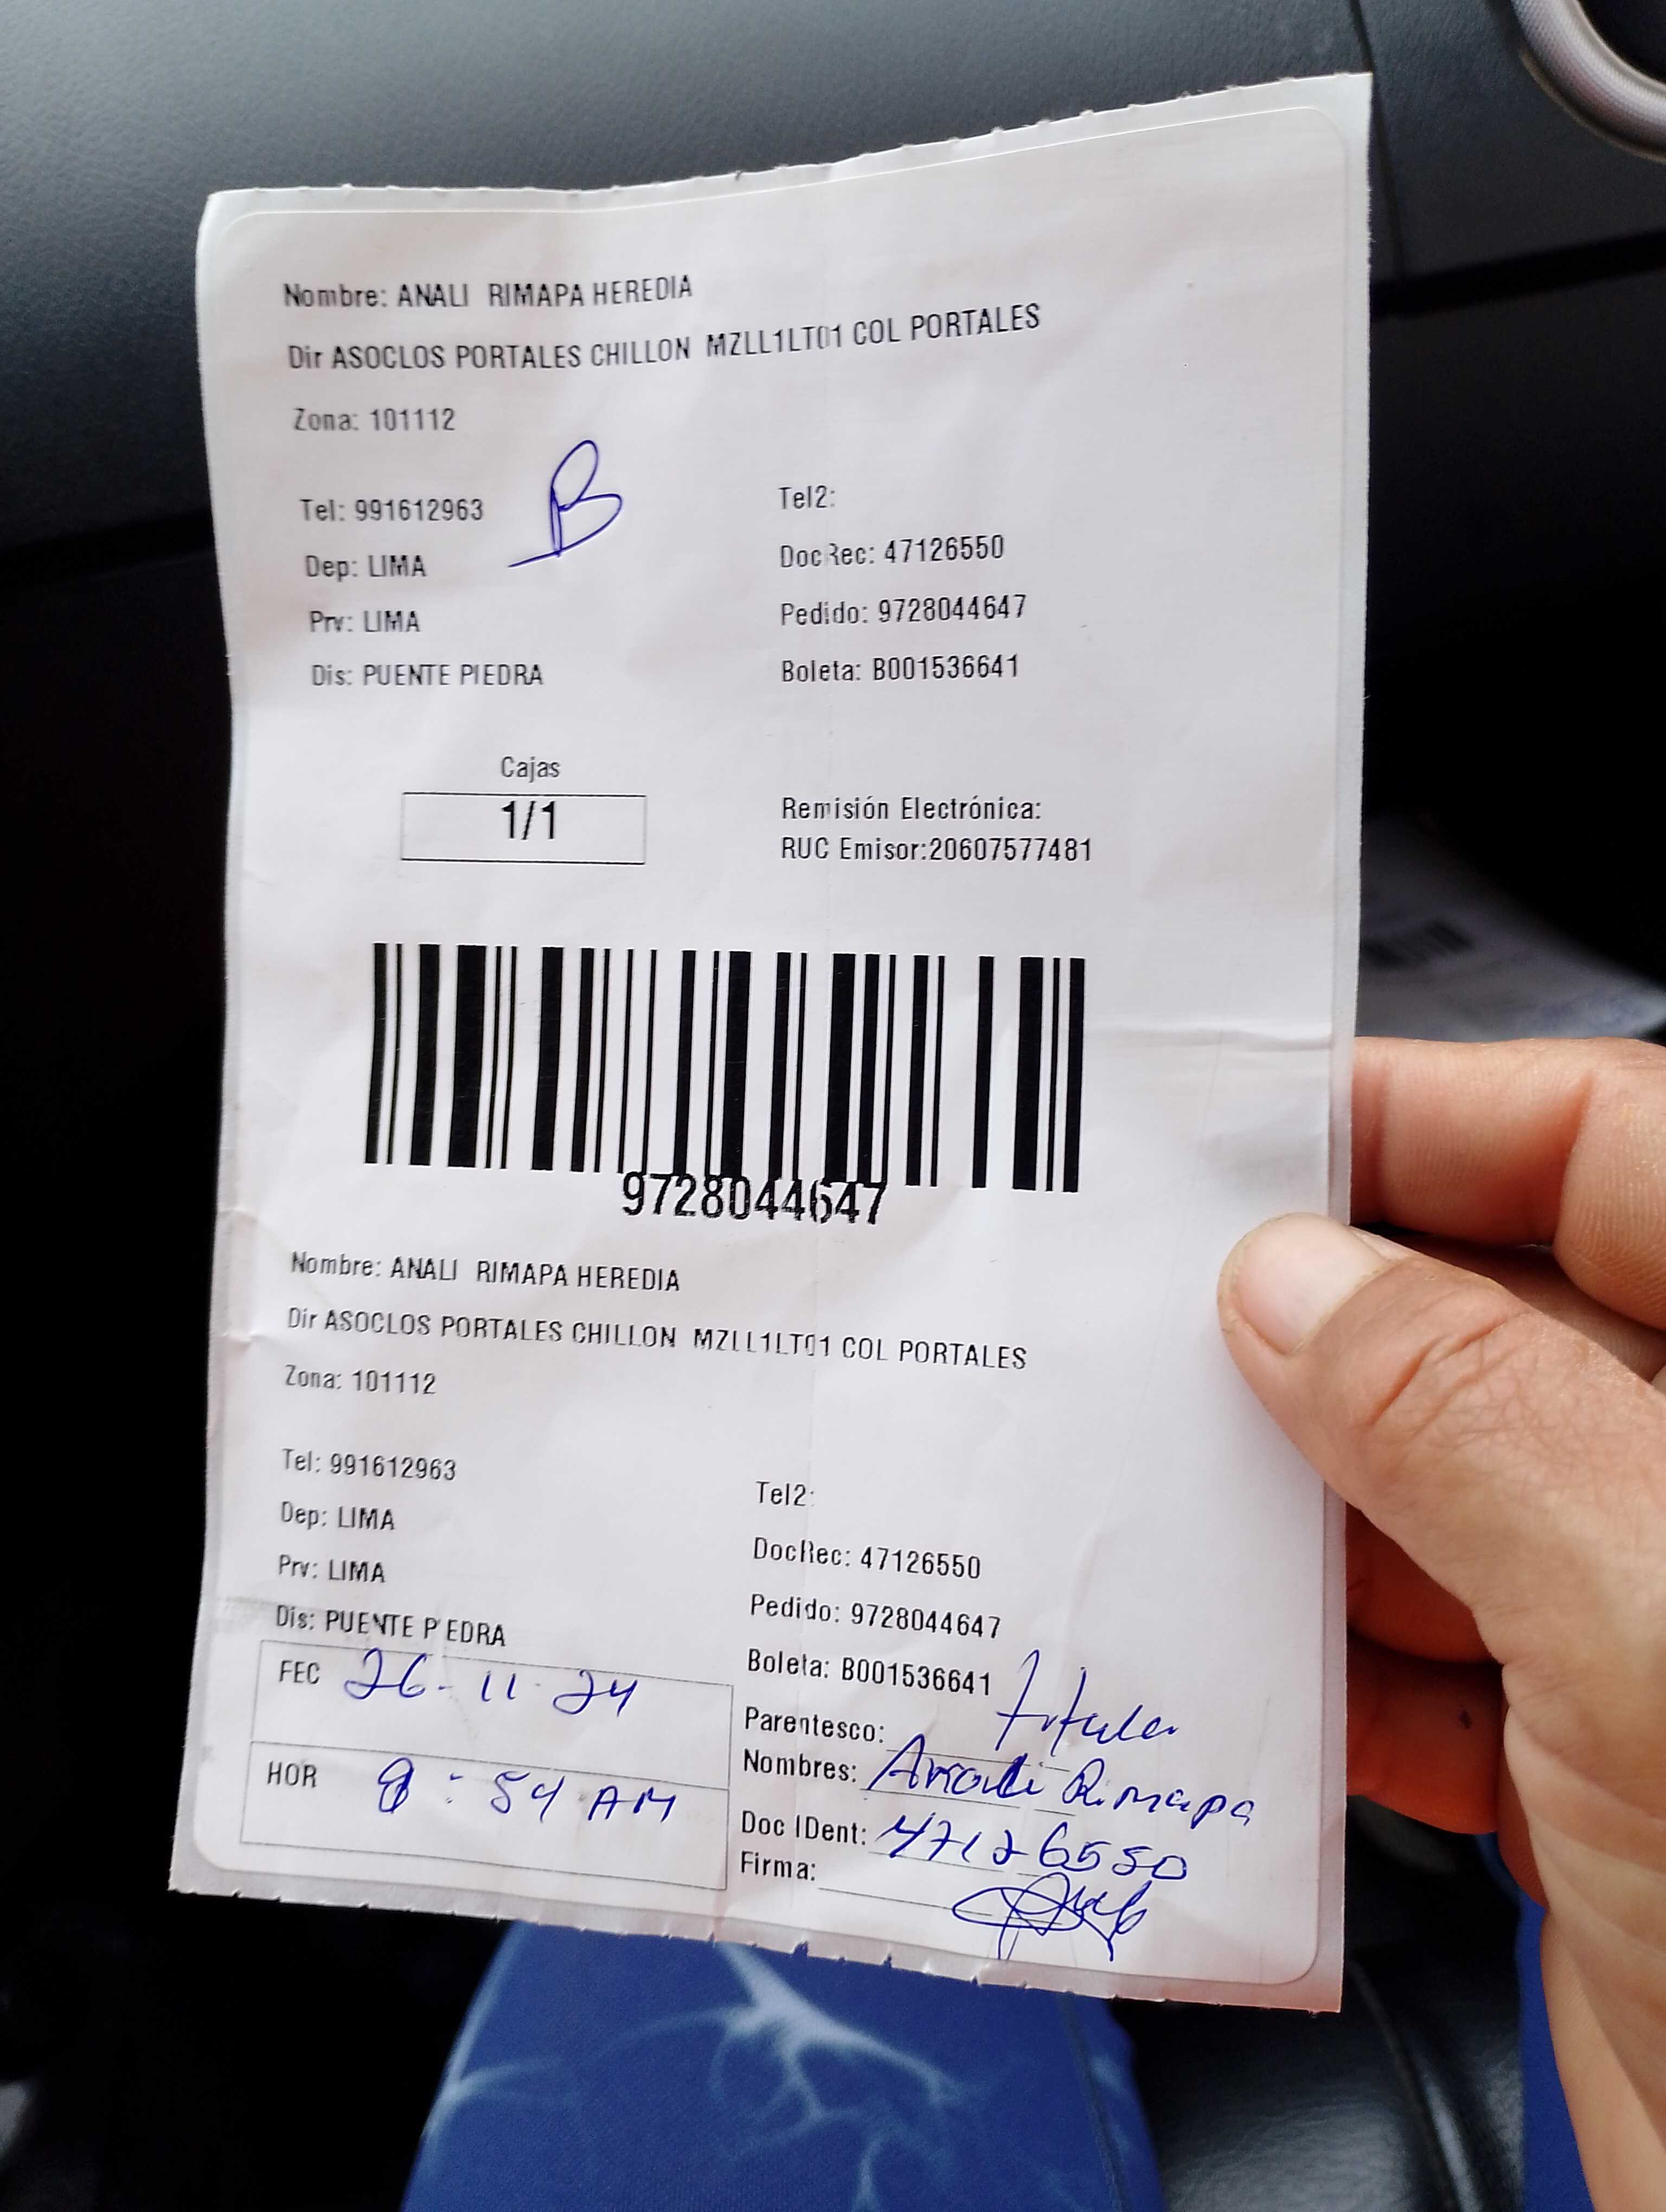 Nombre: ANALI RIMAPA HEREDIA
Dir ASOCLOS PORTALES CHILLON MZLL1LT01 COL PORTALES
Zona: 101112
B
Tel: 991612963
Tel2:
Dep: LIMA
DocRec: 47126550
Prv: LIMA
Pedido: 9728044647
Dis: PUENTE PIEDRA
Boleta: B001536641
Cajas
1/1
Remisión Electrónica:
RUC Emisor:20607577481
9728044647
Nombre: ANALI RIMAPA HEREDIA
Dir ASOCLOS PORTALES CHILLON MZLL1LT01 COL PORTALES
Zona: 101112
Tel: 991612963
Tel2:
Dep: LIMA
DocRec: 47126550
Prv: LIMA
Pedido: 9728044647
Dis: PUENTE PIEDRA
Boleta: B001536641
FEC 26-11-24
Parentesco: titular
Nombres: Anali Rimapa
HOR 8:54 AM
Doc IDent: 47126550
Firma: